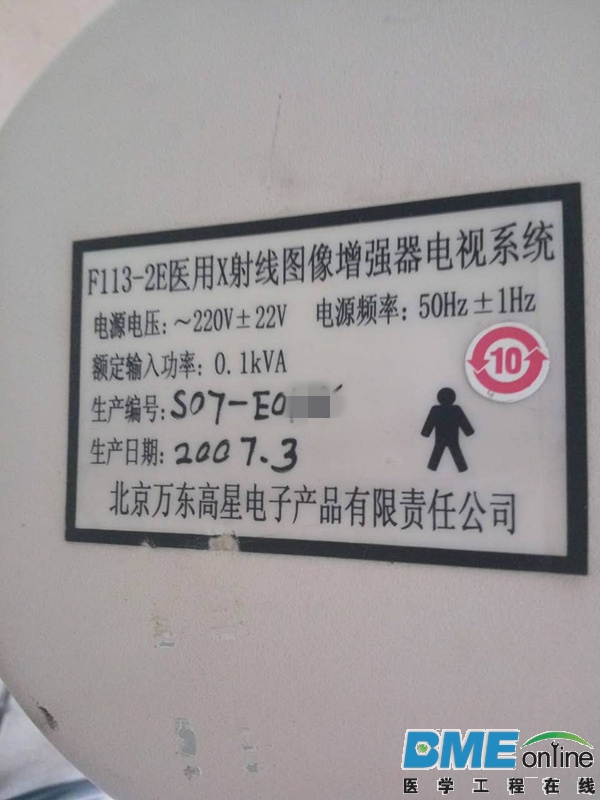 F113-2E医用X射线图像增强器电视系统
电源电压:~220V±22V 电源频率:50Hz±1Hz
额定输入功率:0.1kVA
10
生产编号:S07-E0
生产日期:2007.3
北京万东高星电子产品有限责任公司
BMEonline
医学工程在线